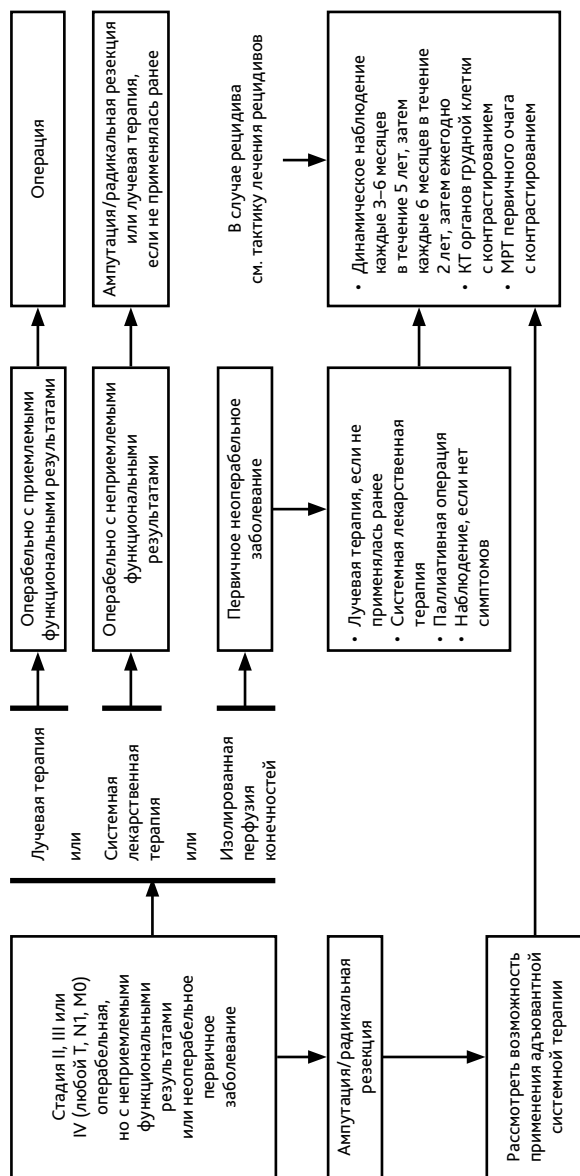 Стадия II, III или
IV (любой T, N1, M0)
операбельная,
но с неприемлемыми
функциональными
результатами
или неоперабельное
первичное
заболевание
Ампутация/радикальная
резекция
Рассмотреть возможность
применения адъювантной
системной терапии
Лучевая терапия
или
Системная
лекарственная
терапия
или
Изолированная
перфузия
конечностей
Операбельно с приемлемыми
функциональными результатами
Операбельно с неприемлемыми
функциональными
результатами
Первичное неоперабельное
заболевание
• Лучевая терапия, если не
применялась ранее
• Системная лекарственная
терапия
• Паллиативная операция
• Наблюдение, если нет
симптомов
Операция
Ампутация/радикальная резекция
или лучевая терапия,
если не применялась ранее
В случае рецидива
см. тактику лечения рецидивов
• Динамическое наблюдение
каждые 3–6 месяцев
в течение 5 лет, затем
каждые 6 месяцев в течение
2 лет, затем ежегодно
• КТ органов грудной клетки
с контрастированием
• МРТ первичного очага
с контрастированием